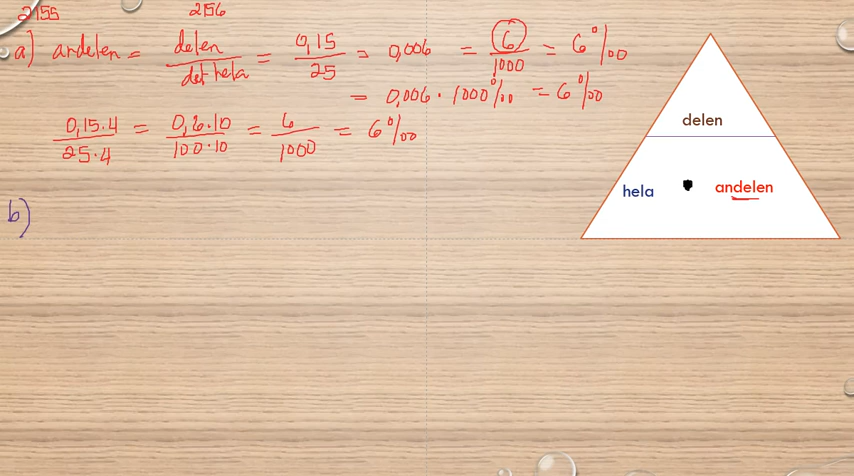 2155 2156
a) andelen = delen / det hela = 0,15 / 25 = 0,006 = 6 / 1000 = 6 ‰
= 0,006 · 1000 ‰ = 6 ‰
0,15·4 / 25·4 = 0,6·10 / 100·10 = 6 / 1000 = 6 ‰
b)
delen
hela · andelen